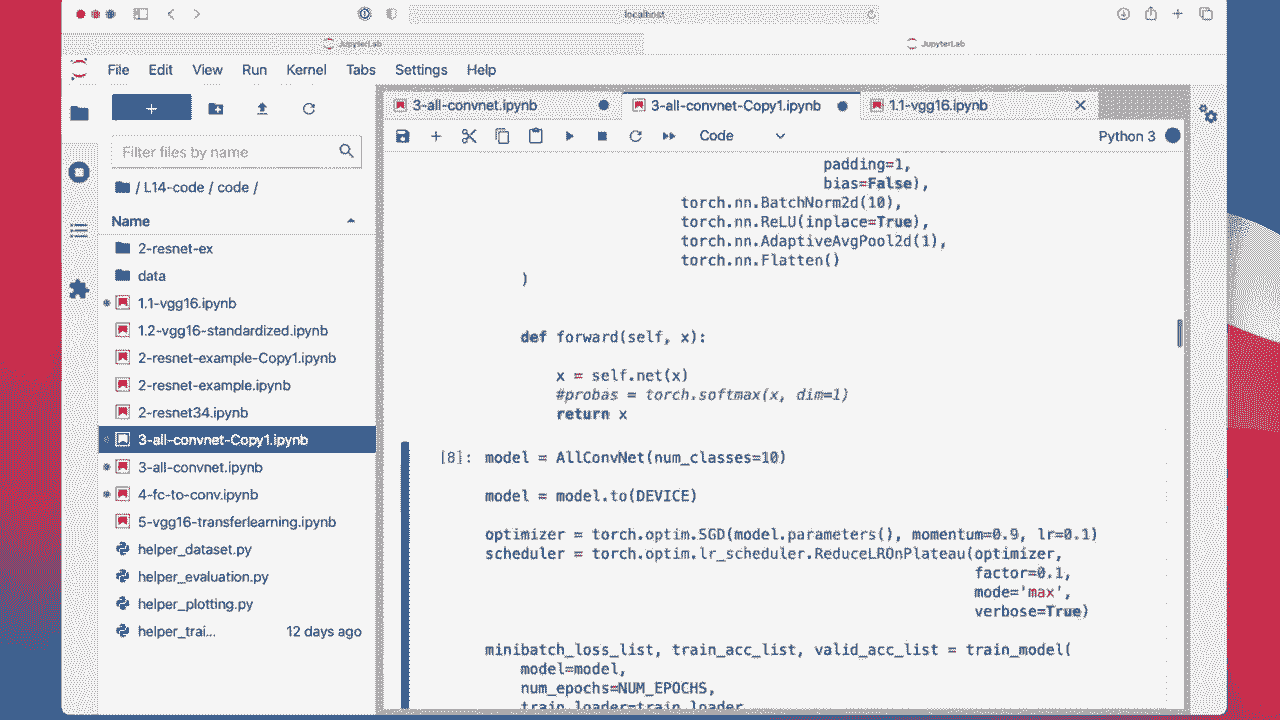 localhost
JupyterLab
JupyterLab
File Edit View Run Kernel Tabs Settings Help
3-all-convnet.ipynb
3-all-convnet-Copy1.ipynb
1.1-vgg16.ipynb
Code
Python 3
Filter files by name
/ L14-code / code /
Name
2-resnet-ex
data
1.1-vgg16.ipynb
1.2-vgg16-standardized.ipynb
2-resnet-example-Copy1.ipynb
2-resnet-example.ipynb
2-resnet34.ipynb
3-all-convnet-Copy1.ipynb
3-all-convnet.ipynb
4-fc-to-conv.ipynb
5-vgg16-transferlearning.ipynb
helper_dataset.py
helper_evaluation.py
helper_plotting.py
helper_trai... 12 days ago
padding=1,
bias=False),
torch.nn.BatchNorm2d(10),
torch.nn.ReLU(inplace=True),
torch.nn.AdaptiveAvgPool2d(1),
torch.nn.Flatten()
)
def forward(self, x):
x = self.net(x)
#probas = torch.softmax(x, dim=1)
return x
[8]: model = AllConvNet(num_classes=10)
model = model.to(DEVICE)
optimizer = torch.optim.SGD(model.parameters(), momentum=0.9, lr=0.1)
scheduler = torch.optim.lr_scheduler.ReduceLROnPlateau(optimizer,
factor=0.1,
mode='max',
verbose=True)
minibatch_loss_list, train_acc_list, valid_acc_list = train_model(
model=model,
num_epochs=NUM_EPOCHS,
train_loader=train_loader